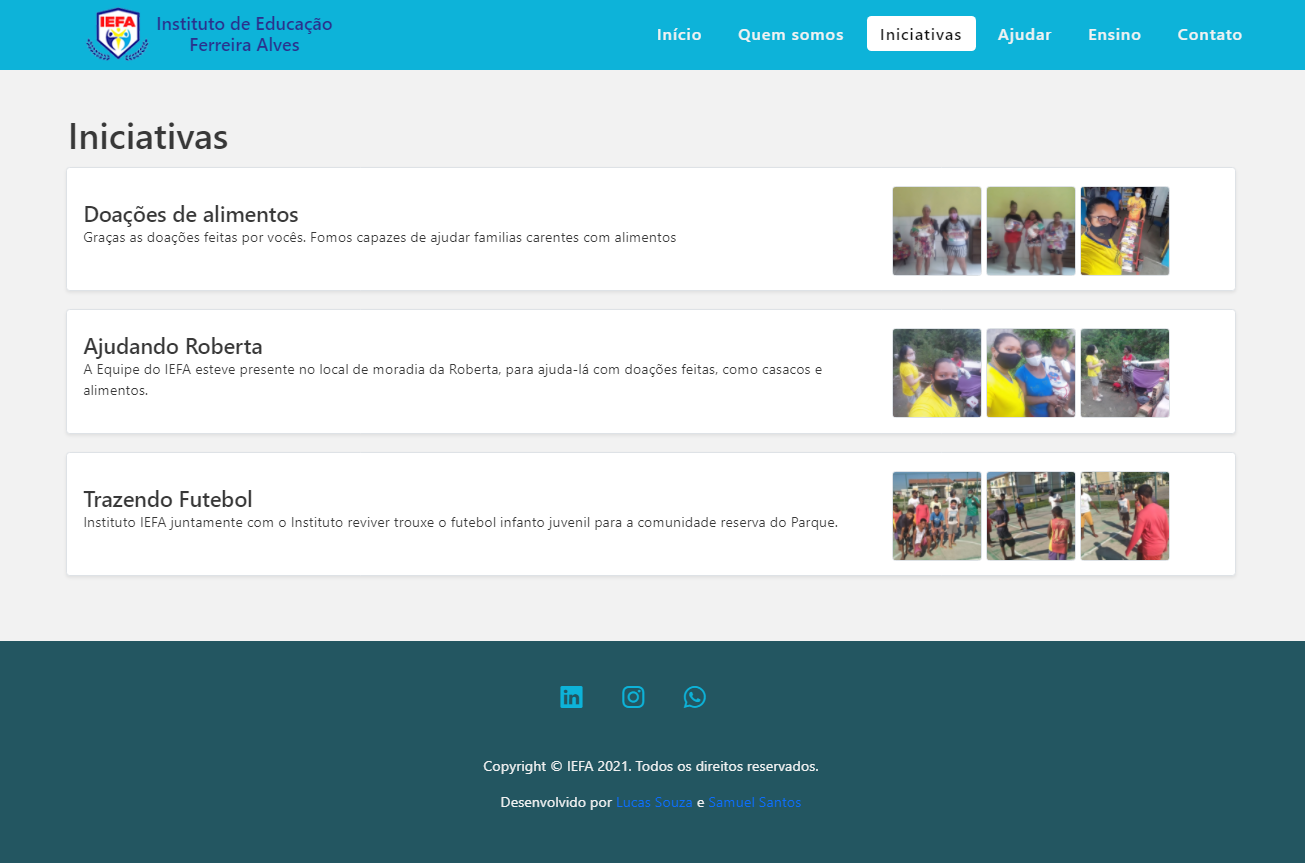 IEFA
Instituto de Educação
Ferreira Alves
Início Quem somos Iniciativas Ajudar Ensino Contato
Iniciativas
Doações de alimentos
Graças as doações feitas por vocês. Fomos capazes de ajudar familias carentes com alimentos
Ajudando Roberta
A Equipe do IEFA esteve presente no local de moradia da Roberta, para ajuda-lá com doações feitas, como casacos e
alimentos.
Trazendo Futebol
Instituto IEFA juntamente com o Instituto reviver trouxe o futebol infanto juvenil para a comunidade reserva do Parque.
Copyright © IEFA 2021. Todos os direitos reservados.
Desenvolvido por Lucas Souza e Samuel Santos